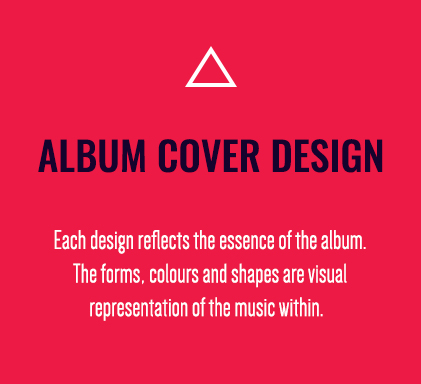 ALBUM COVER DESIGN
Each design reflects the essence of the album.
The forms, colours and shapes are visual
representation of the music within.